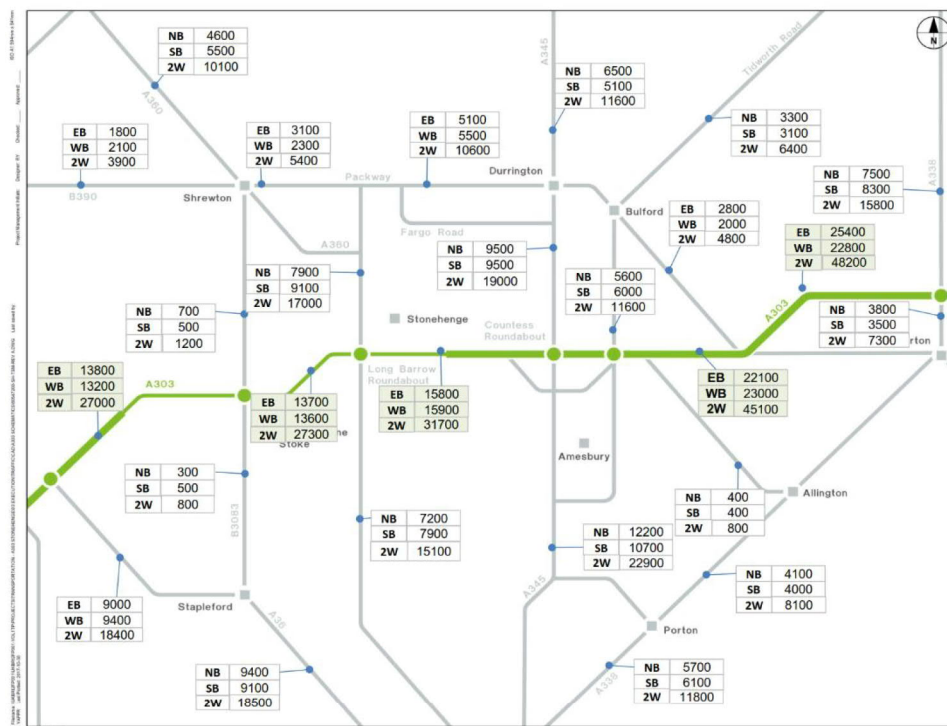 NB 4600
SB 5500
2W 10100
A360
A345
Tidworth Road
N
NB 6500
SB 5100
2W 11600
EB 1800
WB 2100
2W 3900
EB 3100
WB 2300
2W 5400
EB 5100
WB 5500
2W 10600
NB 3300
SB 3100
2W 6400
A338
NB 7500
SB 8300
2W 15800
B390
Shrewton
Packway
Durrington
Bulford
Fargo Road
A360
EB 2800
WB 2000
2W 4800
EB 25400
WB 22800
2W 48200
NB 7900
SB 9100
2W 17000
NB 9500
SB 9500
2W 19000
NB 5600
SB 6000
2W 11600
A303
NB 700
SB 500
2W 1200
Stonehenge
Countess
Roundabout
NB 3800
SB 3500
2W 7300
rton
EB 13800
WB 13200
2W 27000
A303
Long Barrow
Roundabout
EB 13700
WB 13600
2W 27300
ne
Stoke
EB 15800
WB 15900
2W 31700
EB 22100
WB 23000
2W 45100
Amesbury
NB 300
SB 500
2W 800
B3083
NB 400
SB 400
2W 800
Allington
NB 7200
SB 7900
2W 15100
NB 12200
SB 10700
2W 22900
A345
NB 4100
SB 4000
2W 8100
EB 9000
WB 9400
2W 18400
Stapleford
A36
Porton
NB 9400
SB 9100
2W 18500
A338
NB 5700
SB 6100
2W 11800